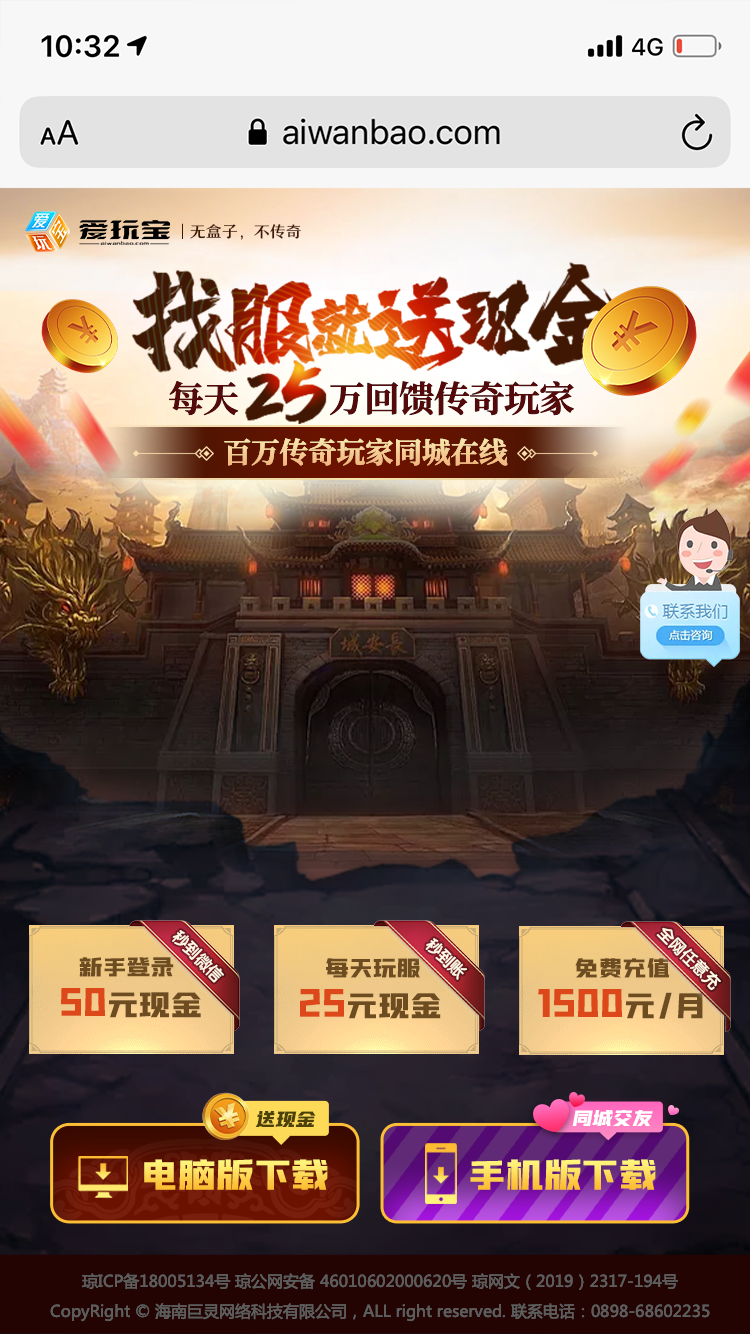 10:32
4G
AA
aiwanbao.com
爱玩宝
爱玩宝
aiwanbao.com
无盒子，不传奇
找服就送现金
每天25万回馈传奇玩家
百万传奇玩家同城在线
联系我们
点击咨询
城安長
秒到微信
新手登录
50元现金
秒到账
每天玩服
25元现金
全网任意充
免费充值
1500元/月
送现金
电脑版下载
同城交友
手机版下载
琼ICP备18005134号 琼公网安备 46010602000620号 琼网文（2019）2317-194号
CopyRight © 海南巨灵网络科技有限公司，ALL right reserved. 联系电话：0898-68602235